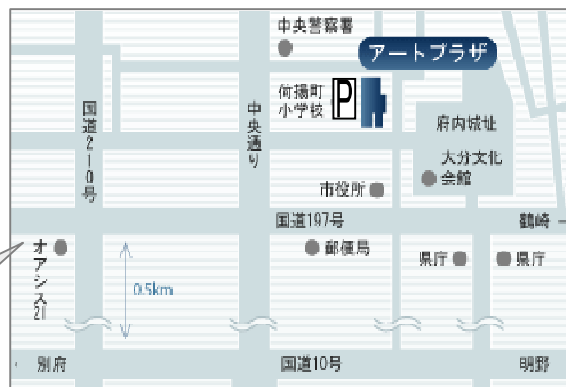 中央警察署
アートプラザ
荷揚町
小学校
P
国道210号
中央通り
府内城址
大分文化
会館
市役所
国道197号
鶴崎
オアシス21
郵便局
県庁
県庁
0.5km
別府
国道10号
明野